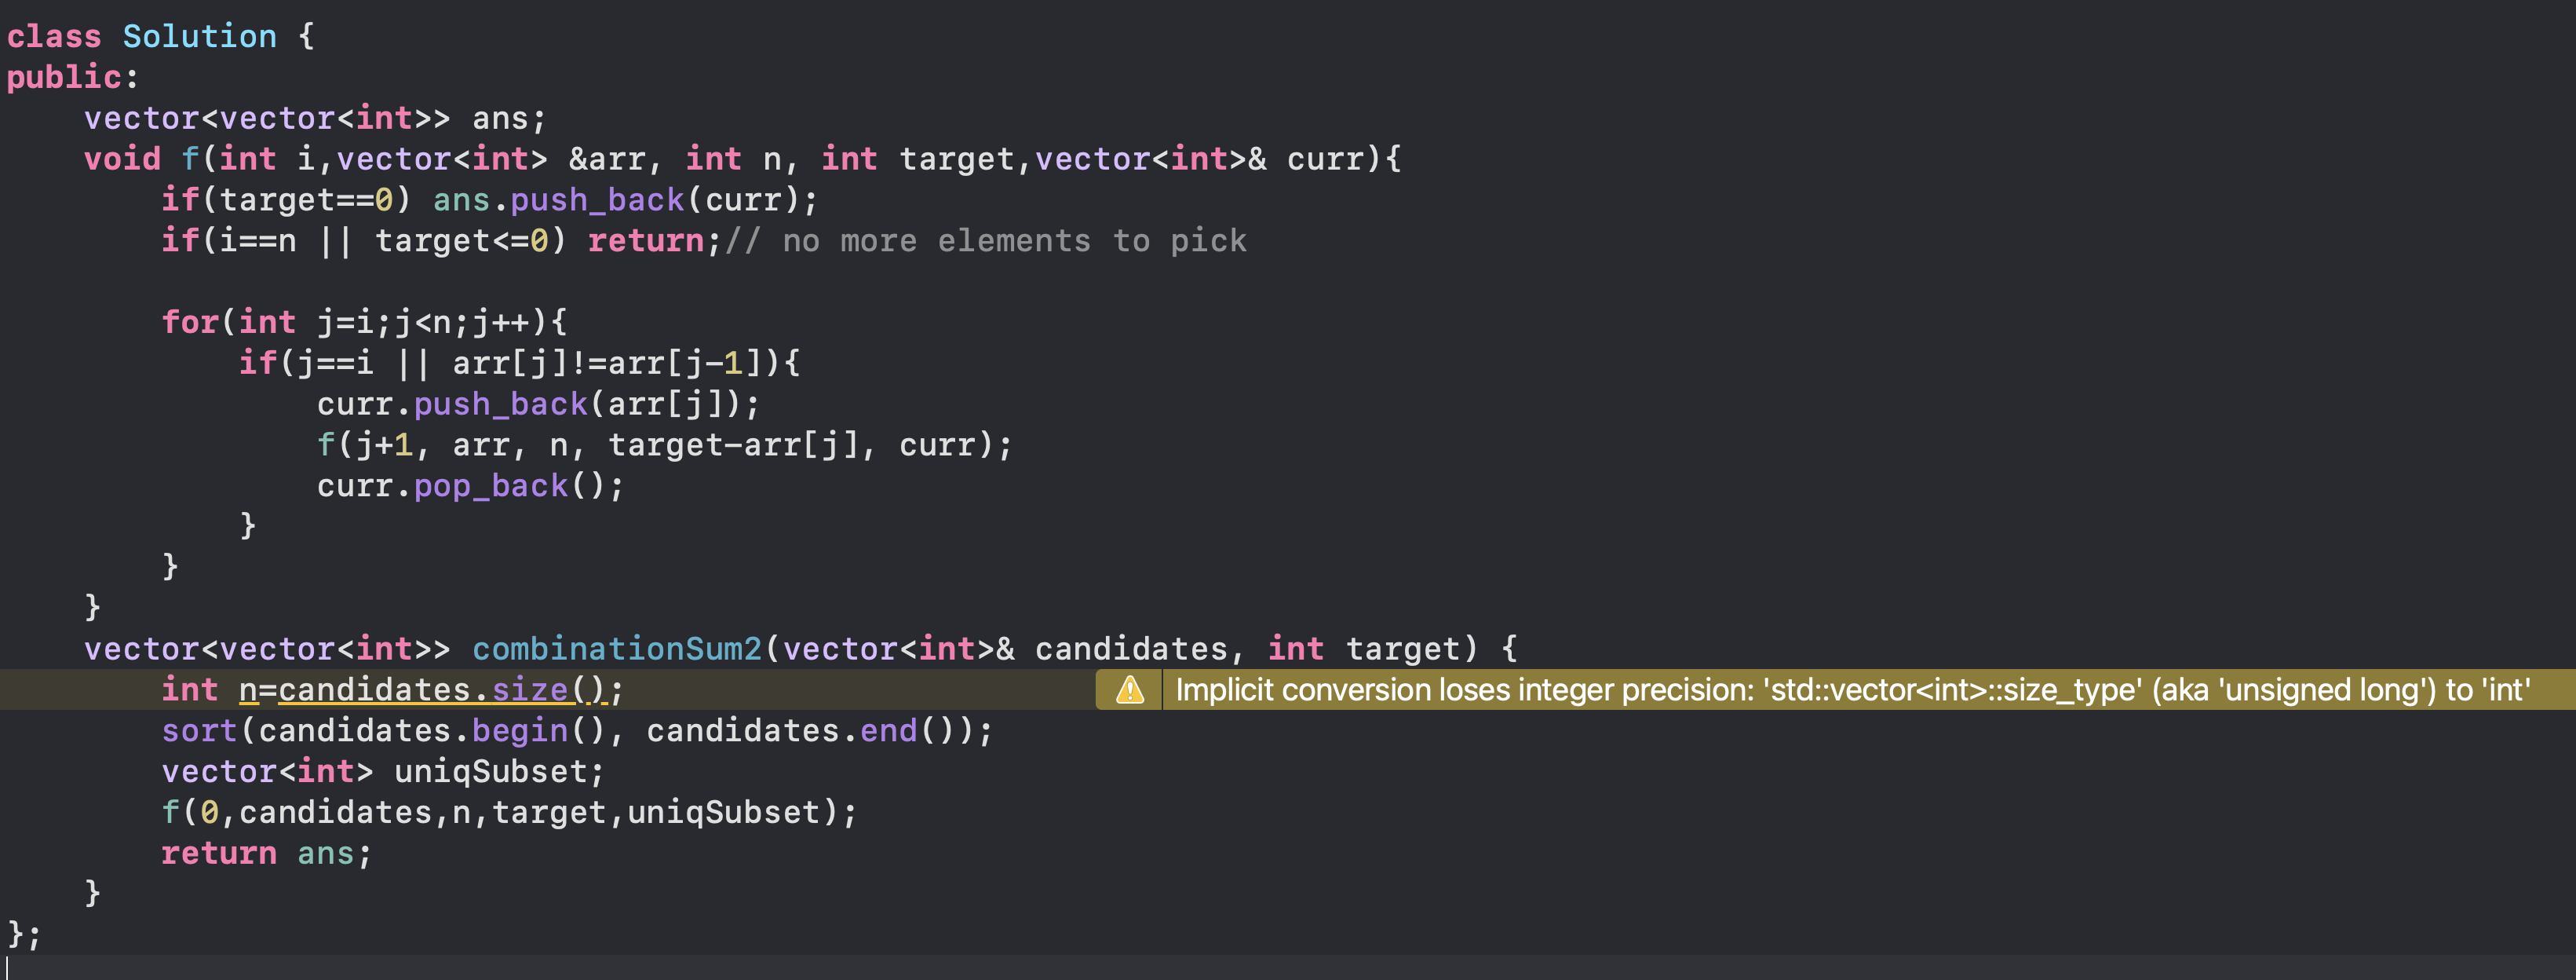 class Solution {
public:
    vector<vector<int>> ans;
    void f(int i,vector<int> &arr, int n, int target,vector<int>& curr){
        if(target==0) ans.push_back(curr);
        if(i==n || target<=0) return;// no more elements to pick

        for(int j=i;j<n;j++){
            if(j==i || arr[j]!=arr[j-1]){
                curr.push_back(arr[j]);
                f(j+1, arr, n, target-arr[j], curr);
                curr.pop_back();
            }
        }
    }
    vector<vector<int>> combinationSum2(vector<int>& candidates, int target) {
        int n=candidates.size(); Implicit conversion loses integer precision: 'std::vector<int>::size_type' (aka 'unsigned long') to 'int'
        sort(candidates.begin(), candidates.end());
        vector<int> uniqSubset;
        f(0,candidates,n,target,uniqSubset);
        return ans;
    }
};